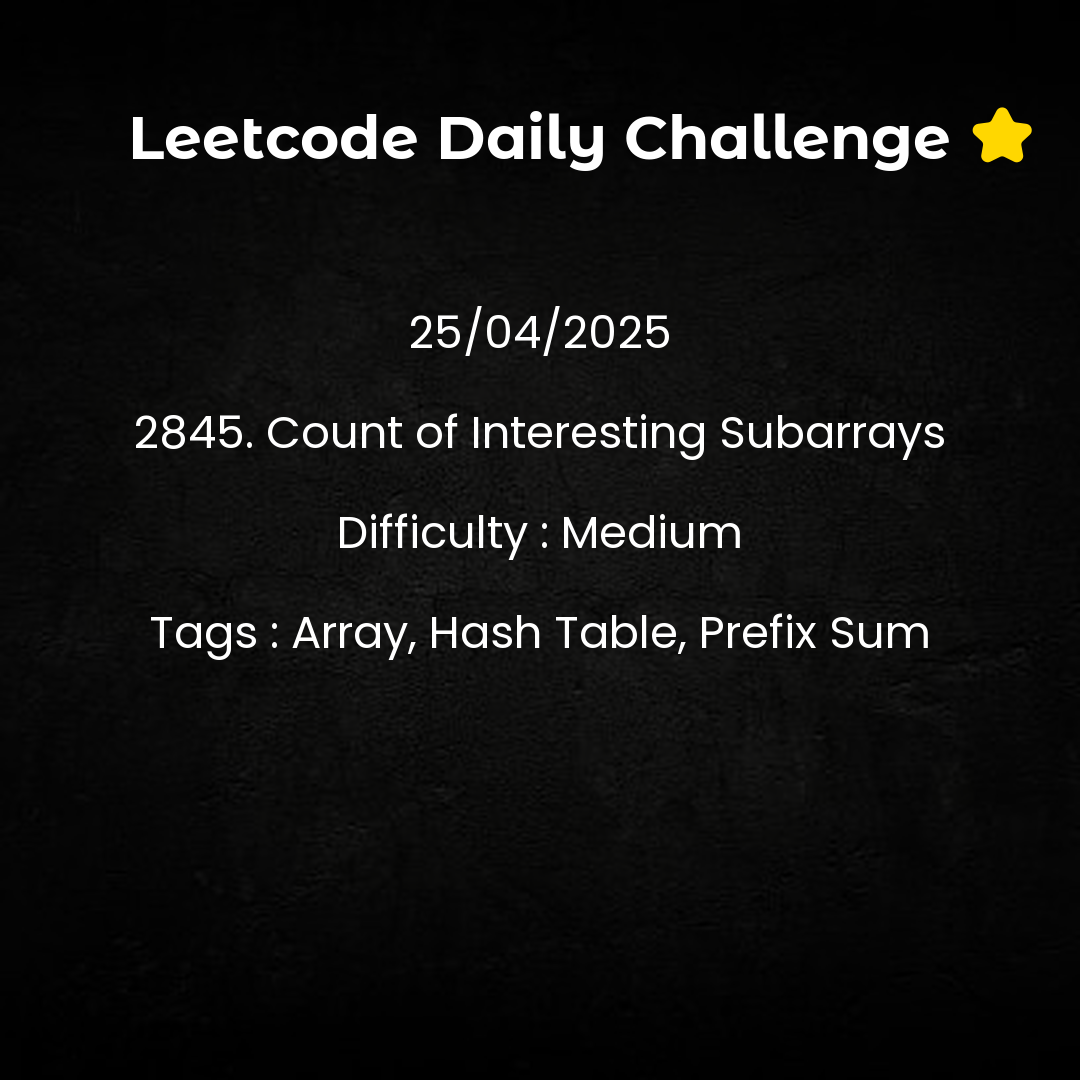 Leetcode Daily Challenge
25/04/2025
2845. Count of Interesting Subarrays
Difficulty : Medium
Tags : Array, Hash Table, Prefix Sum